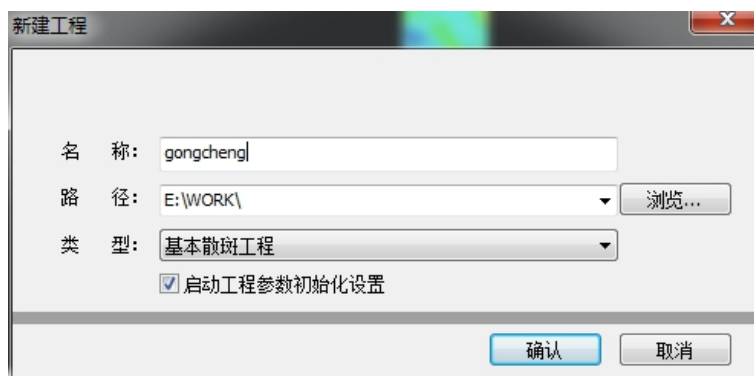 新建工程
名 称: gongcheng
路 径: E:\WORK\ 浏览...
类 型: 基本散斑工程
启动工程参数初始化设置
确认 取消